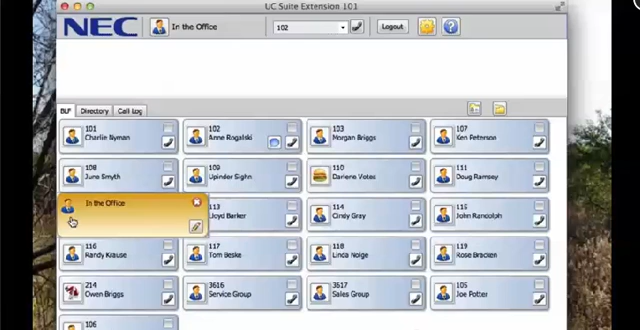 UC Suite Extension 101
NEC
In the Office
102
Logout
?
BLF
Directory
Call Log
101
Charlin Nyman
102
Anne Rogalski
103
Morgan Briggs
107
Ken Peterson
108
June Smyth
109
Upinder Sighn
110
Darlene Votes
111
Doug Ramsey
In the Office
113
Lloyd Barker
114
Cindy Gray
115
John Randolph
116
Randy Krause
117
Tom Beske
118
Linda Nolge
119
Rose Bracken
214
Owen Briggs
3616
Service Group
3617
Sales Group
105
Joe Potter
106